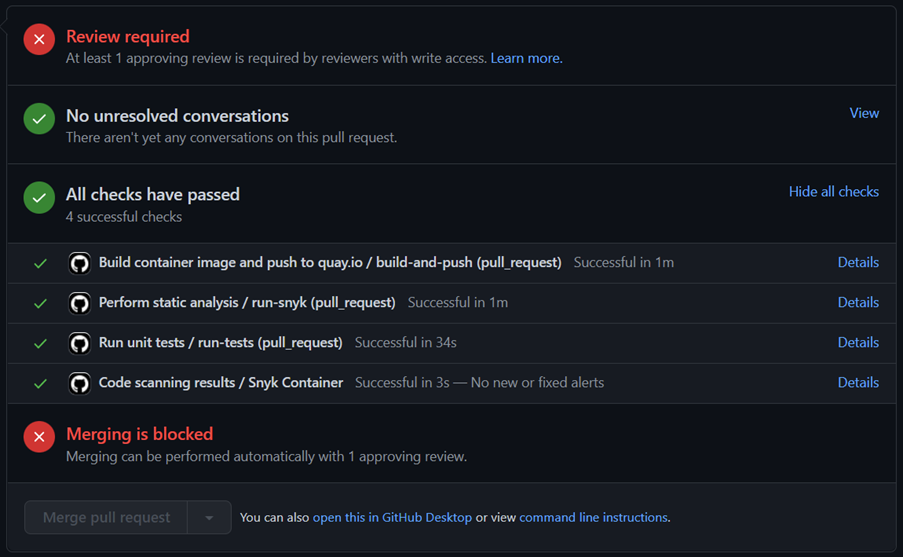 Review required
At least 1 approving review is required by reviewers with write access. Learn more.
No unresolved conversations
View
There aren't yet any conversations on this pull request.
All checks have passed
Hide all checks
4 successful checks
Build container image and push to quay.io / build-and-push (pull_request) Successful in 1m Details
Perform static analysis / run-snyk (pull_request) Successful in 1m Details
Run unit tests / run-tests (pull_request) Successful in 34s Details
Code scanning results / Snyk Container Successful in 3s — No new or fixed alerts Details
Merging is blocked
Merging can be performed automatically with 1 approving review.
Merge pull request You can also open this in GitHub Desktop or view command line instructions.